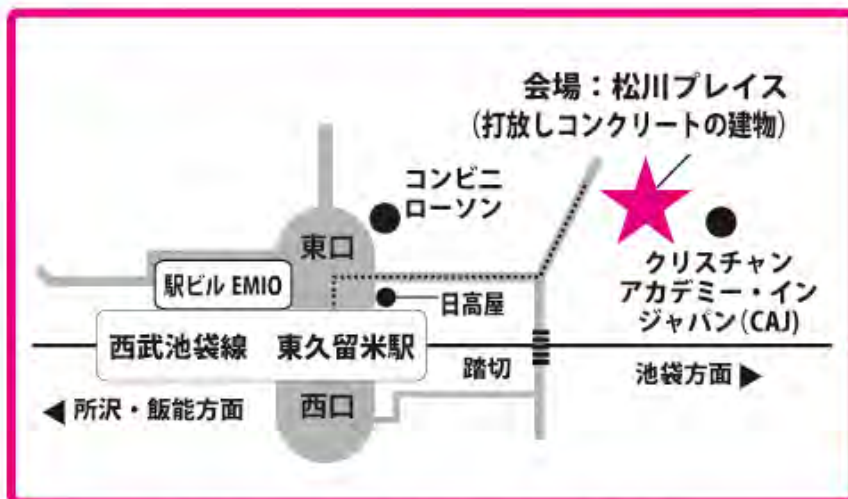 会場：松川プレイス
（打放しコンクリートの建物）
コンビニ
ローソン
東口
駅ビル EMIO
日高屋
クリスチャン
アカデミー・イン
ジャパン（CAJ）
西武池袋線　東久留米駅
踏切
池袋方面▶
◀所沢・飯能方面
西口